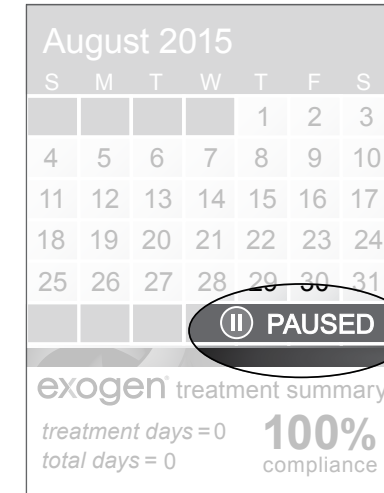 August 2015
S M T W T F S
1 2 3
4 5 6 7 8 9 10
11 12 13 14 15 16 17
18 19 20 21 22 23 24
25 26 27 28 29 30 31
PAUSED
exogen® treatment summary
treatment days = 0
total days = 0
100%
compliance